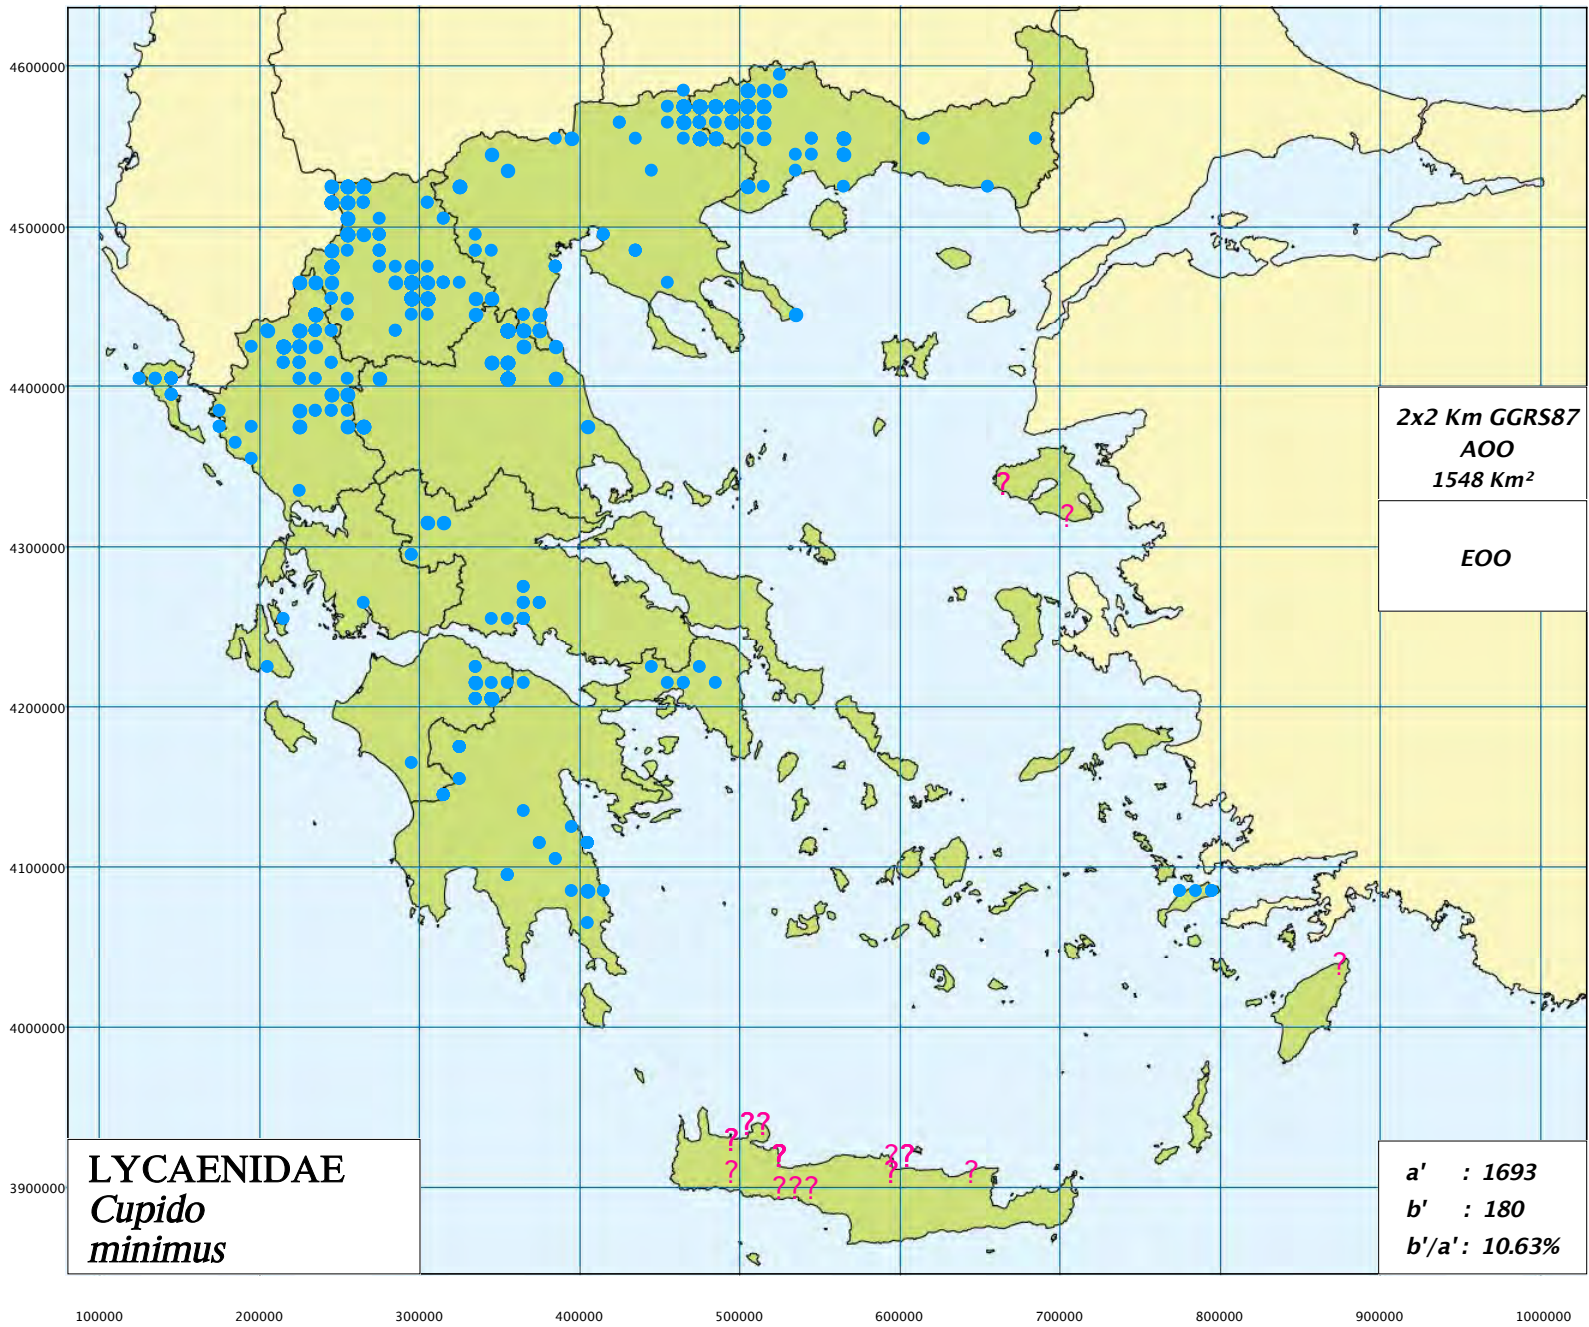 4600000
4500000
4400000
4300000
4200000
4100000
4000000
3900000
2x2 Km GGRS87
AOO
1548 Km²
EOO
? ?
?
? ?
? ?
? ? ?
? ? ? ?
? ? ?
LYCAENIDAE
Cupido
minimus
a' : 1693
b' : 180
b'/a' : 10.63%
100000 200000 300000 400000 500000 600000 700000 800000 900000 1000000